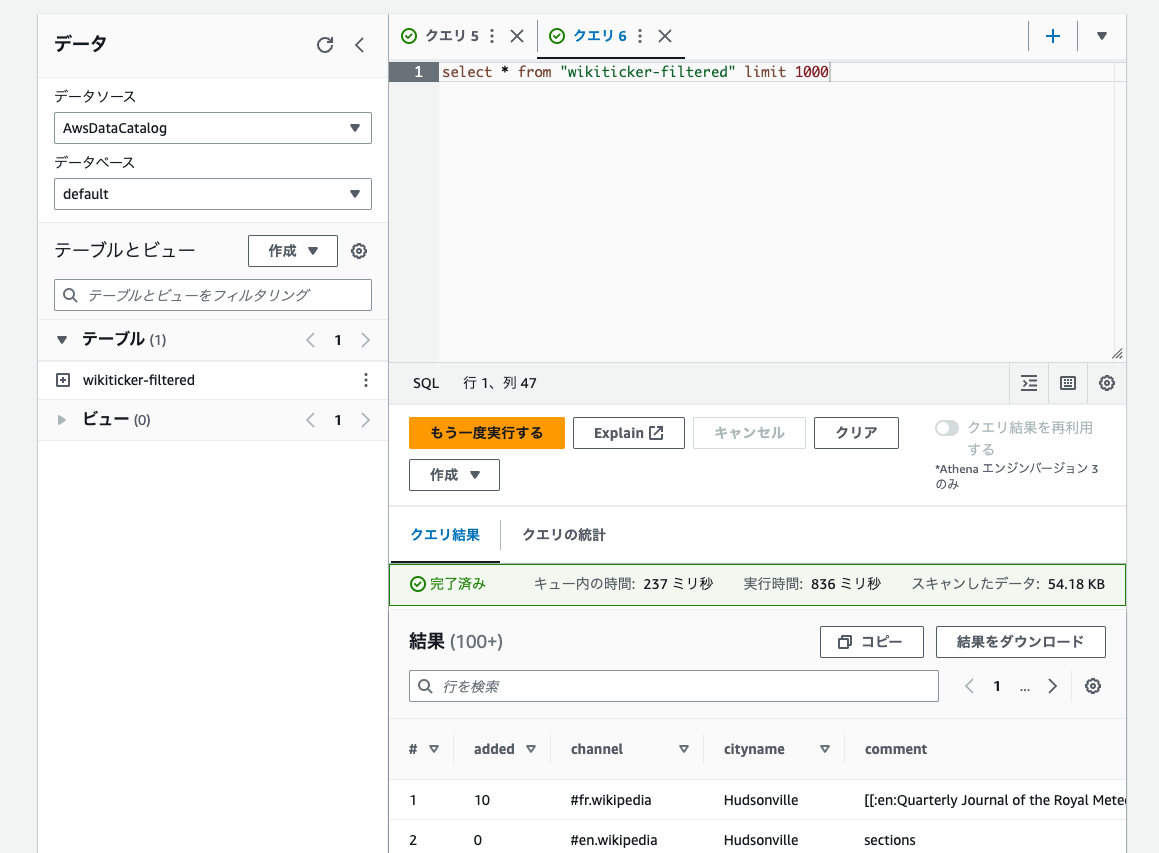 データ
データソース
AwsDataCatalog
データベース
default
テーブルとビュー
作成
テーブルとビューをフィルタリング
テーブル (1)
1
wikiticker-filtered
ビュー (0)
1
クエリ 5
クエリ 6
1 select * from "wikiticker-filtered" limit 1000
SQL 行 1、列 47
もう一度実行する
Explain
キャンセル
クリア
作成
クエリ結果を再利用
する
*Athena エンジンバージョン 3
のみ
クエリ結果
クエリの統計
完了済み キュー内の時間: 237 ミリ秒 実行時間: 836 ミリ秒 スキャンしたデータ: 54.18 KB
結果 (100+)
コピー
結果をダウンロード
行を検索
1 ...
# added channel cityname comment
1 10 #fr.wikipedia Hudsonville [[:en:Quarterly Journal of the Royal Mete
2 0 #en.wikipedia Hudsonville sections